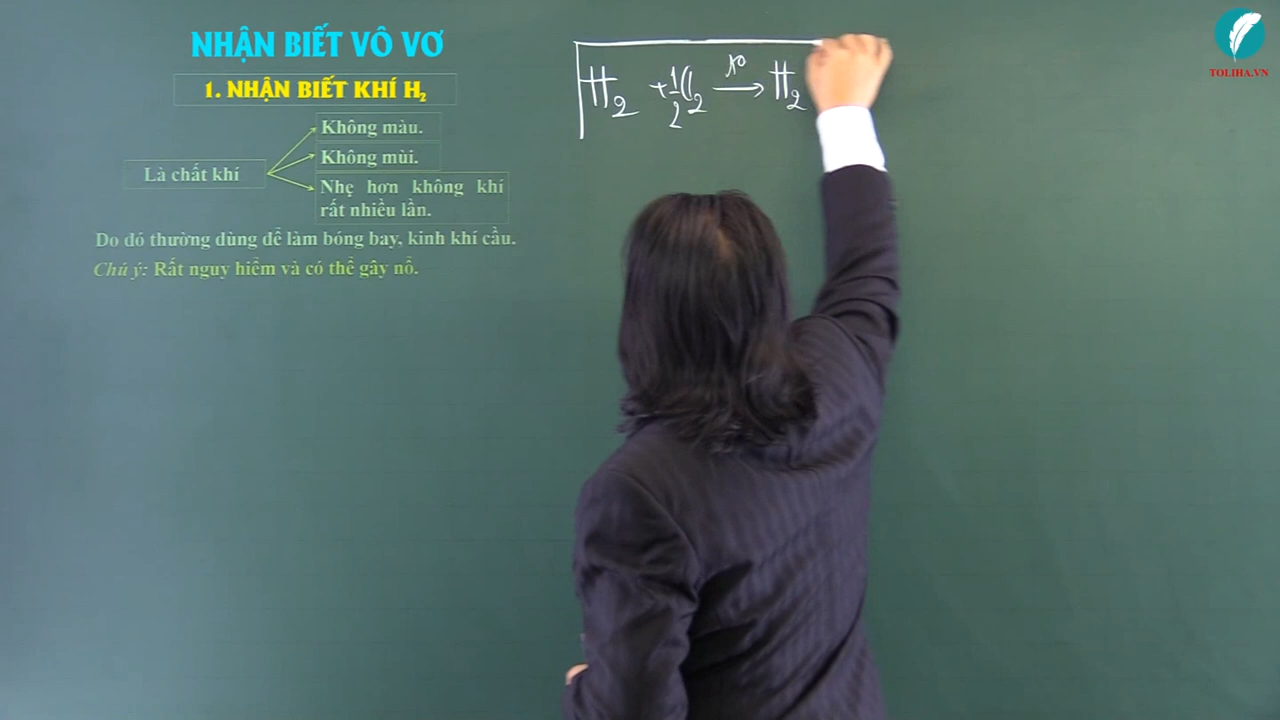 NHẬN BIẾT VÔ VƠ
1. NHẬN BIẾT KHÍ H₂
Là chất khí
Không màu.
Không mùi.
Nhẹ hơn không khí
rất nhiều lần.
Do đó thường dùng để làm bóng bay, kinh khí cầu.
Chú ý: Rất nguy hiểm và có thể gây nổ.
H₂ + ½O₂ →(t⁰) H₂
TOLIHA.VN